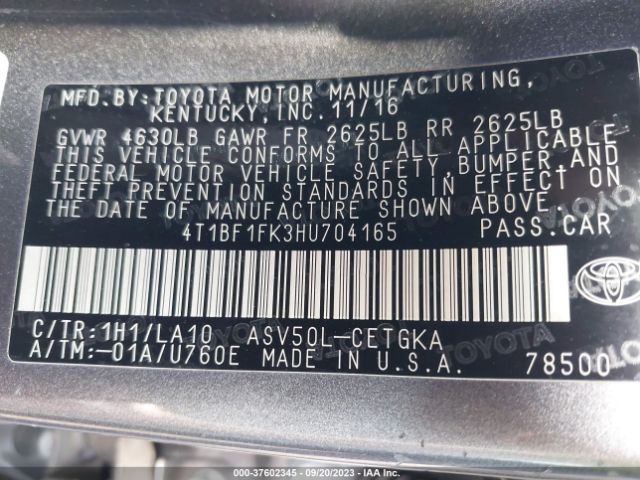 MFD.BY:TOYOTA MOTOR MANUFACTURING,
KENTUCKY, INC. 11/16
GVWR 4630LB GAWR FR 2625LB RR 2625LB
THIS VEHICLE CONFORMS TO ALL APPLICABLE
FEDERAL MOTOR VEHICLE SAFETY, BUMPER, AND
THEFT PREVENTION STANDARDS IN EFFECT ON
THE DATE OF MANUFACTURE SHOWN ABOVE.
4T1BF1FK3HU704165 PASS.CAR
C/TR:1H1/LA10 ASV50L-CETGKA
A/TM:-01A/U760E MADE IN U.S.A. 78500
000-37602345 - 09/20/2023 - IAA Inc.